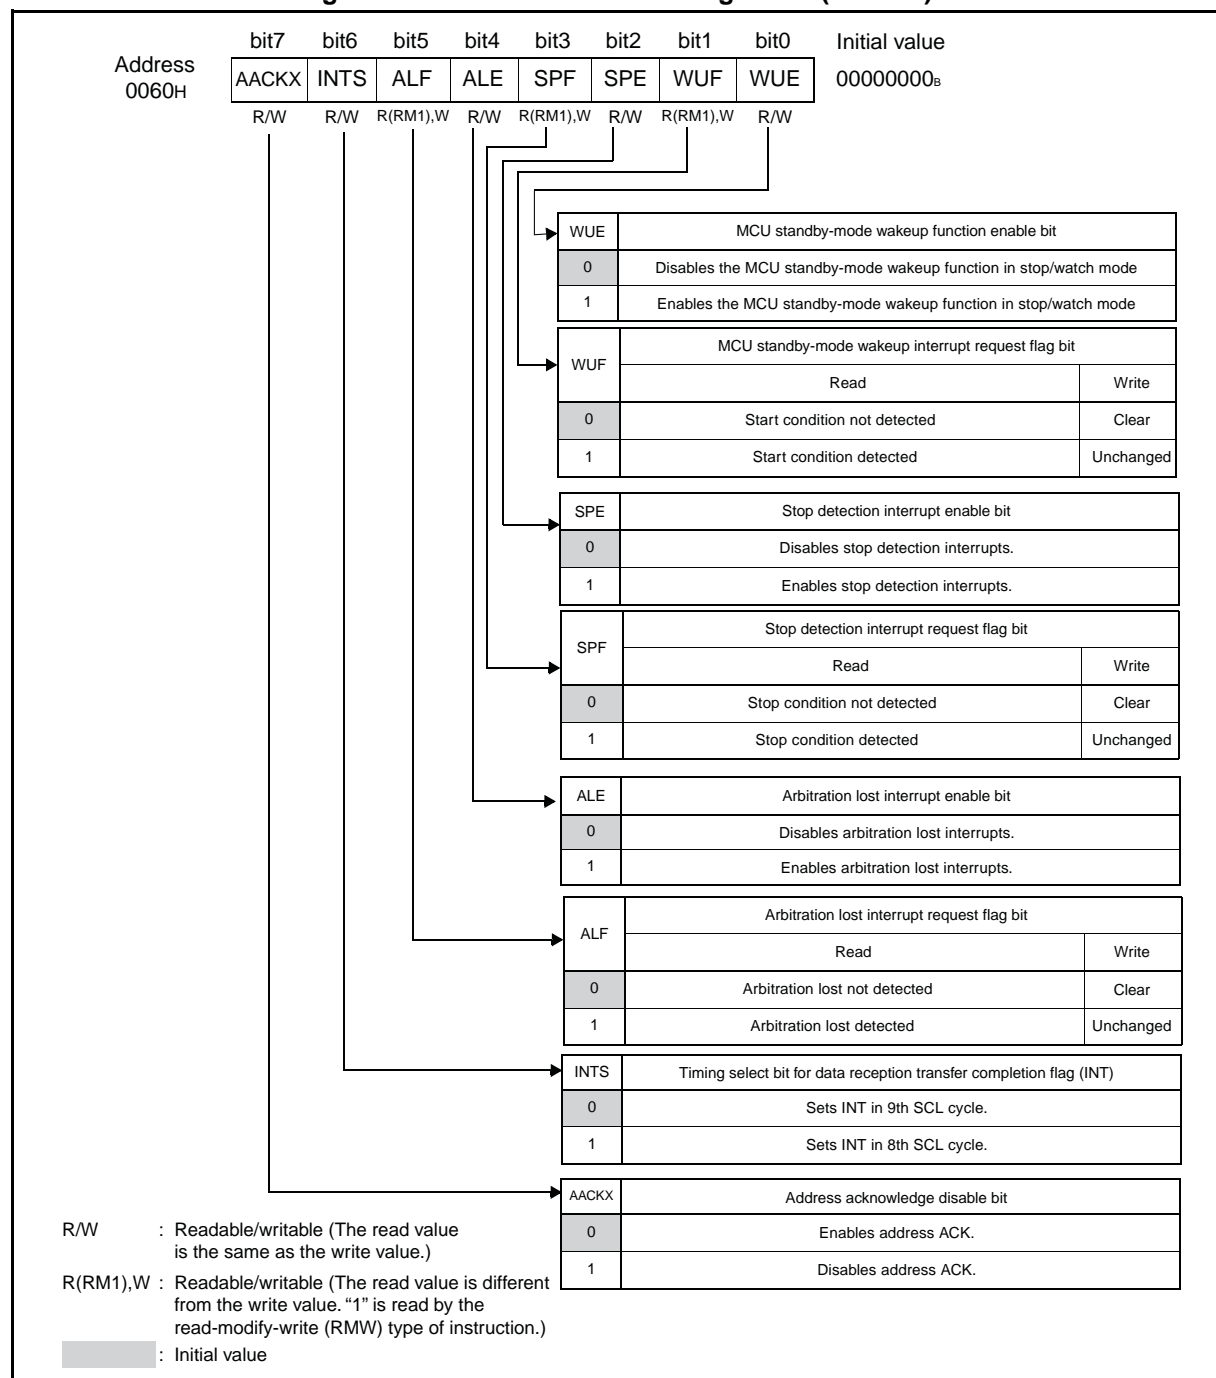 bit7 bit6 bit5 bit4 bit3 bit2 bit1 bit0 Initial value
Address
0060H
AACKX INTS ALF ALE SPF SPE WUF WUE 00000000B
R/W R/W R(RM1),W R/W R(RM1),W R/W R(RM1),W R/W
WUE MCU standby-mode wakeup function enable bit
0 Disables the MCU standby-mode wakeup function in stop/watch mode
1 Enables the MCU standby-mode wakeup function in stop/watch mode
WUF MCU standby-mode wakeup interrupt request flag bit
Read Write
0 Start condition not detected Clear
1 Start condition detected Unchanged
SPE Stop detection interrupt enable bit
0 Disables stop detection interrupts.
1 Enables stop detection interrupts.
SPF Stop detection interrupt request flag bit
Read Write
0 Stop condition not detected Clear
1 Stop condition detected Unchanged
ALE Arbitration lost interrupt enable bit
0 Disables arbitration lost interrupts.
1 Enables arbitration lost interrupts.
ALF Arbitration lost interrupt request flag bit
Read Write
0 Arbitration lost not detected Clear
1 Arbitration lost detected Unchanged
INTS Timing select bit for data reception transfer completion flag (INT)
0 Sets INT in 9th SCL cycle.
1 Sets INT in 8th SCL cycle.
AACKX Address acknowledge disable bit
0 Enables address ACK.
1 Disables address ACK.
R/W : Readable/writable (The read value
is the same as the write value.)
R(RM1),W : Readable/writable (The read value is different
from the write value. “1” is read by the
read-modify-write (RMW) type of instruction.)
: Initial value